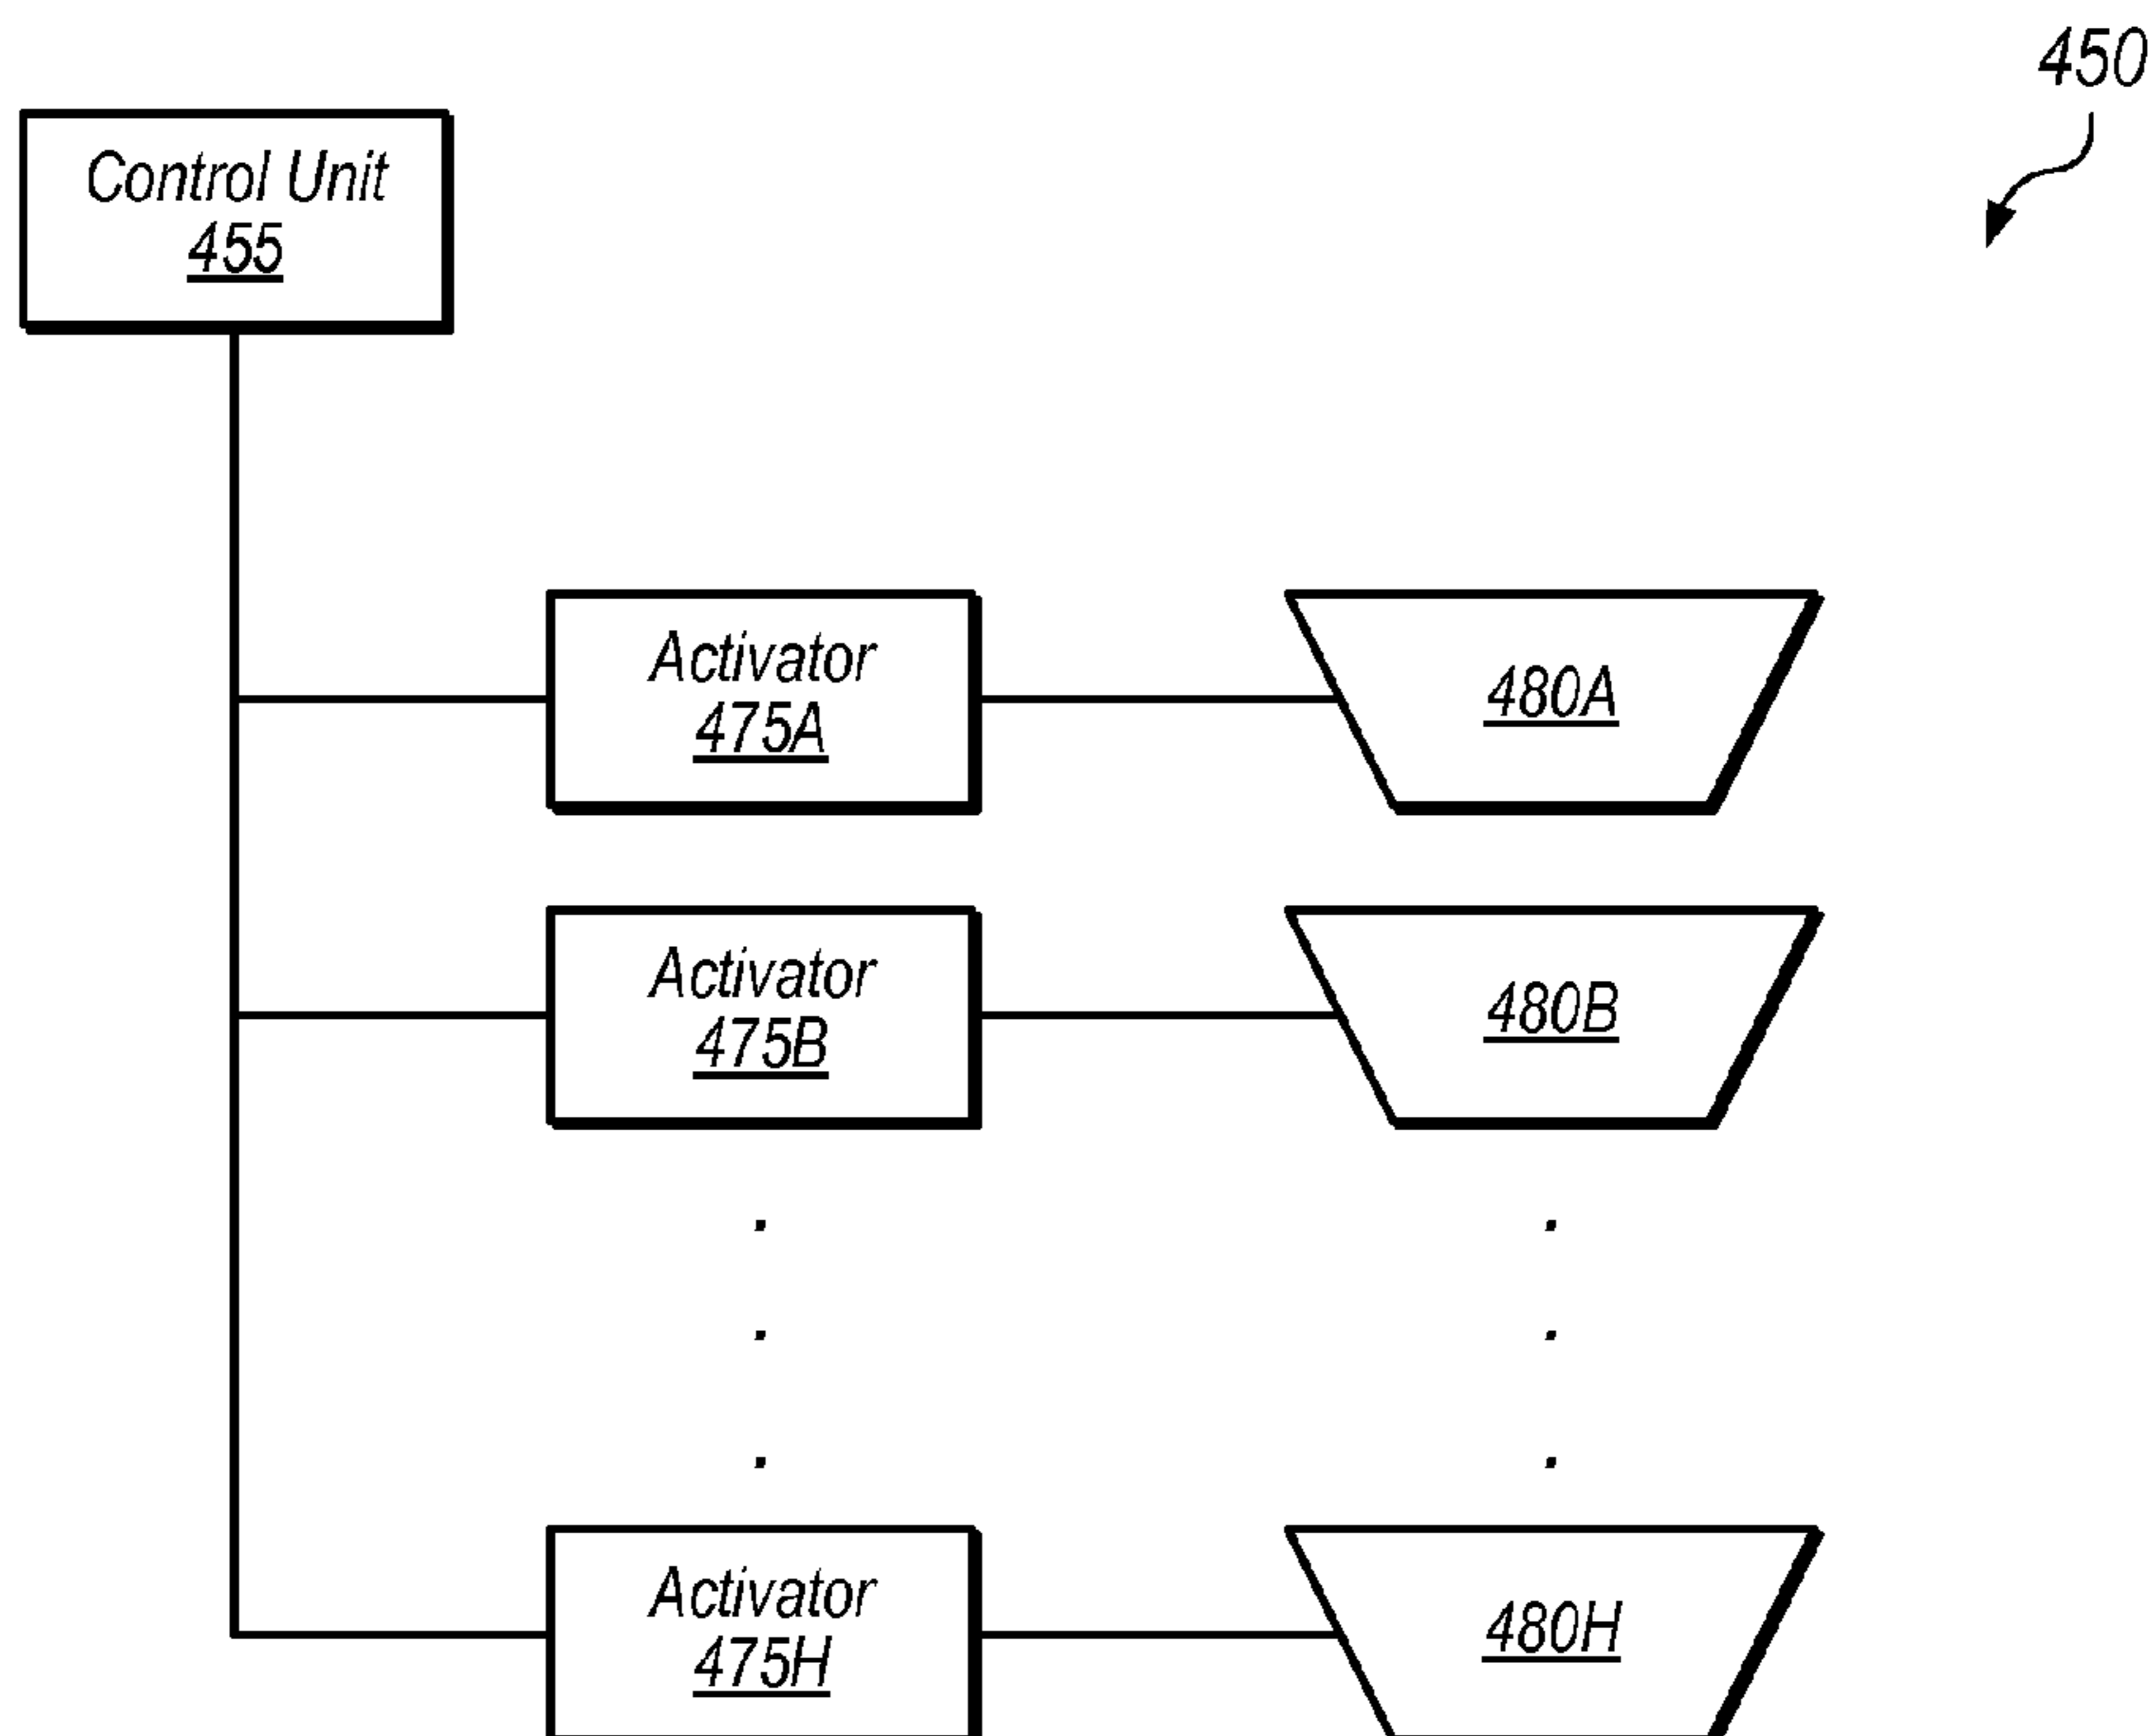 450
Control Unit
455
Activator
475A
480A
Activator
475B
480B
Activator
475H
480H